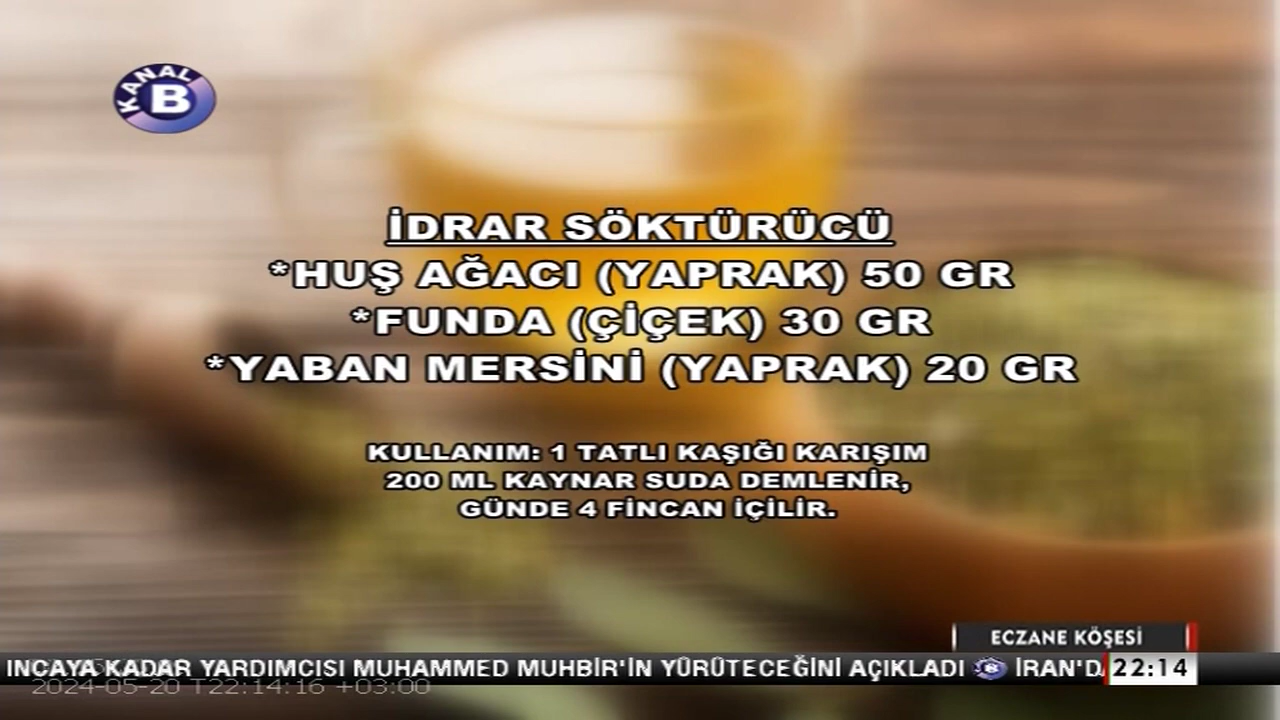 KANAL B
İDRAR SÖKTÜRÜCÜ
*HUŞ AĞACI (YAPRAK) 50 GR
*FUNDA (ÇİÇEK) 30 GR
*YABAN MERSİNİ (YAPRAK) 20 GR
KULLANIM: 1 TATLI KAŞIĞI KARIŞIM
200 ML KAYNAR SUDA DEMLENİR,
GÜNDE 4 FİNCAN İÇİLİR.
ECZANE KÖŞESİ
INCAYA KADAR YARDIMCISI MUHAMMED MUHBİR'İN YÜRÜTECEĞİNİ AÇIKLADI B İRAN'DA 22:14
2024-05-20 T22:14:16 +03:00